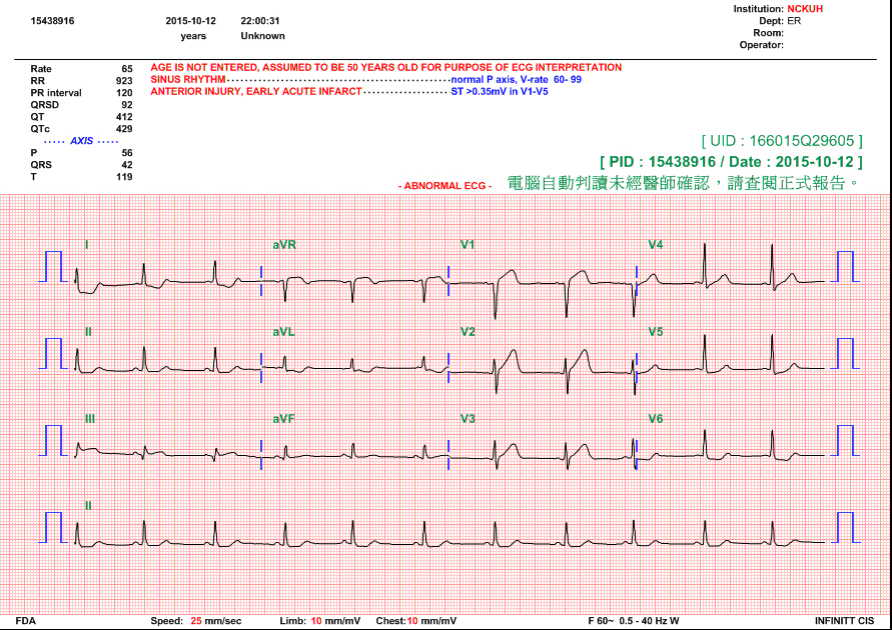 Institution: NCKUH
15438916 2015-10-12 22:00:31 Dept: ER
years Unknown Room:
Operator:
Rate 65 AGE IS NOT ENTERED, ASSUMED TO BE 50 YEARS OLD FOR PURPOSE OF ECG INTERPRETATION
RR 923 SINUS RHYTHM - - - - - - - - - - - - - - - - - - - - - - - - - - - - - - - - - - - - - - - - - normal P axis, V-rate 60- 99
PR interval 120 ANTERIOR INJURY, EARLY ACUTE INFARCT - - - - - - - - - - - - - - - - - - ST >0.35mV in V1-V5
QRSD 92
QT 412
QTc 429
----- AXIS -----
[ UID : 166015Q29605 ]
P 56
[ PID : 15438916 / Date : 2015-10-12 ]
QRS 42
T 119
- ABNORMAL ECG - 電腦自動判讀未經醫師確認，請查閱正式報告。
I aVR V1 V4
II aVL V2 V5
III aVF V3 V6
II
FDA Speed: 25 mm/sec Limb: 10 mm/mV Chest:10 mm/mV F 60~ 0.5 - 40 Hz W INFINITT CIS